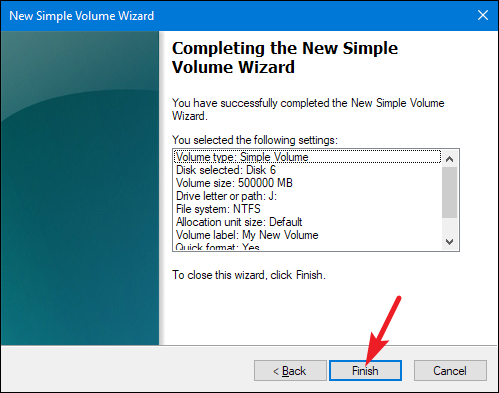 New Simple Volume Wizard
Completing the New Simple
Volume Wizard
You have successfully completed the New Simple Volume
Wizard.
You selected the following settings:
Volume type: Simple Volume
Disk selected: Disk 6
Volume size: 500000 MB
Drive letter or path: J:
File system: NTFS
Allocation unit size: Default
Volume label: My New Volume
Quick format: Yes
To close this wizard, click Finish.
< Back
Finish
Cancel